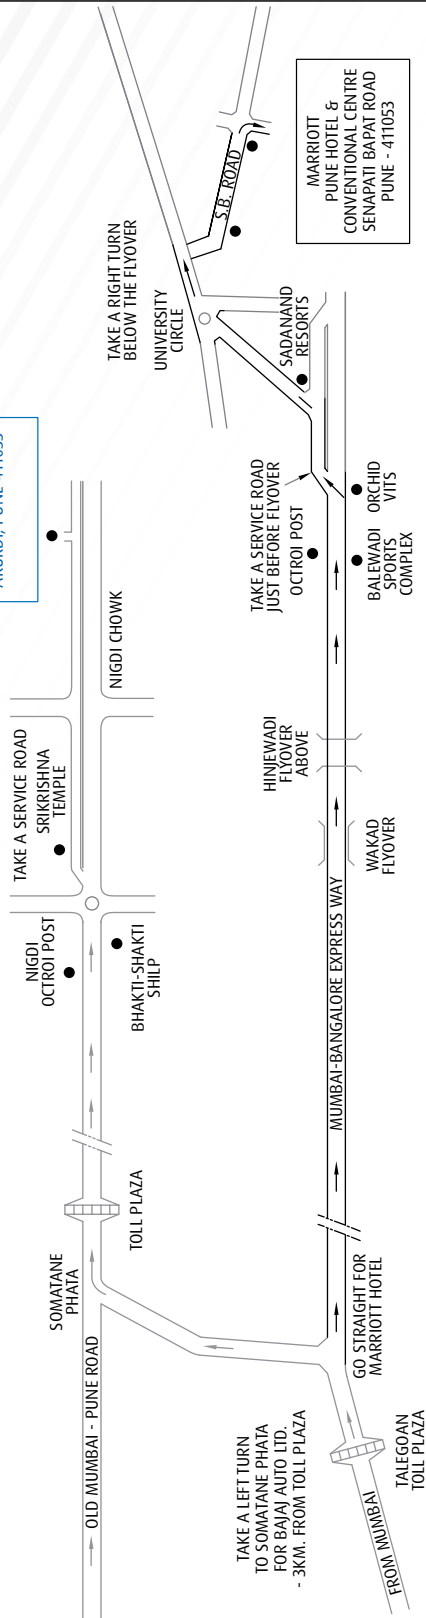 TAKE A LEFT TURN
TO SOMATANE PHATA
FOR BAJAJ AUTO LTD.
- 3KM. FROM TOLL PLAZA
FROM MUMBAI
TALEGOAN
TOLL PLAZA
OLD MUMBAI - PUNE ROAD
SOMATANE
PHATA
TOLL PLAZA
GO STRAIGHT FOR
MARRIOTT HOTEL
MUMBAI-BANGALORE EXPRESS WAY
NIGDI
OCTROI POST
BHAKTI-SHAKTI
SHILP
TAKE A SERVICE ROAD
SRIKRISHNA
TEMPLE
NIGDI CHOWK
WAKAD
FLYOVER
HINJEWADI
FLYOVER
ABOVE
TAKE A SERVICE ROAD
JUST BEFORE FLYOVER
OCTROI POST
BALEWADI
SPORTS
COMPLEX
ORCHID
VITS
SADANAND
RESORTS
TAKE A RIGHT TURN
BELOW THE FLYOVER
UNIVERSITY
CIRCLE
S.B. ROAD
MARRIOTT
PUNE HOTEL &
CONVENTIONAL CENTRE
SENAPATI BAPAT ROAD
PUNE - 411053